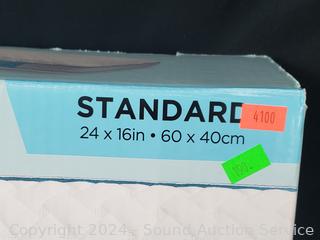 STANDARD
4100
24 x 16in • 60 x 40cm
Copyright 2024 - Sound Auction Service